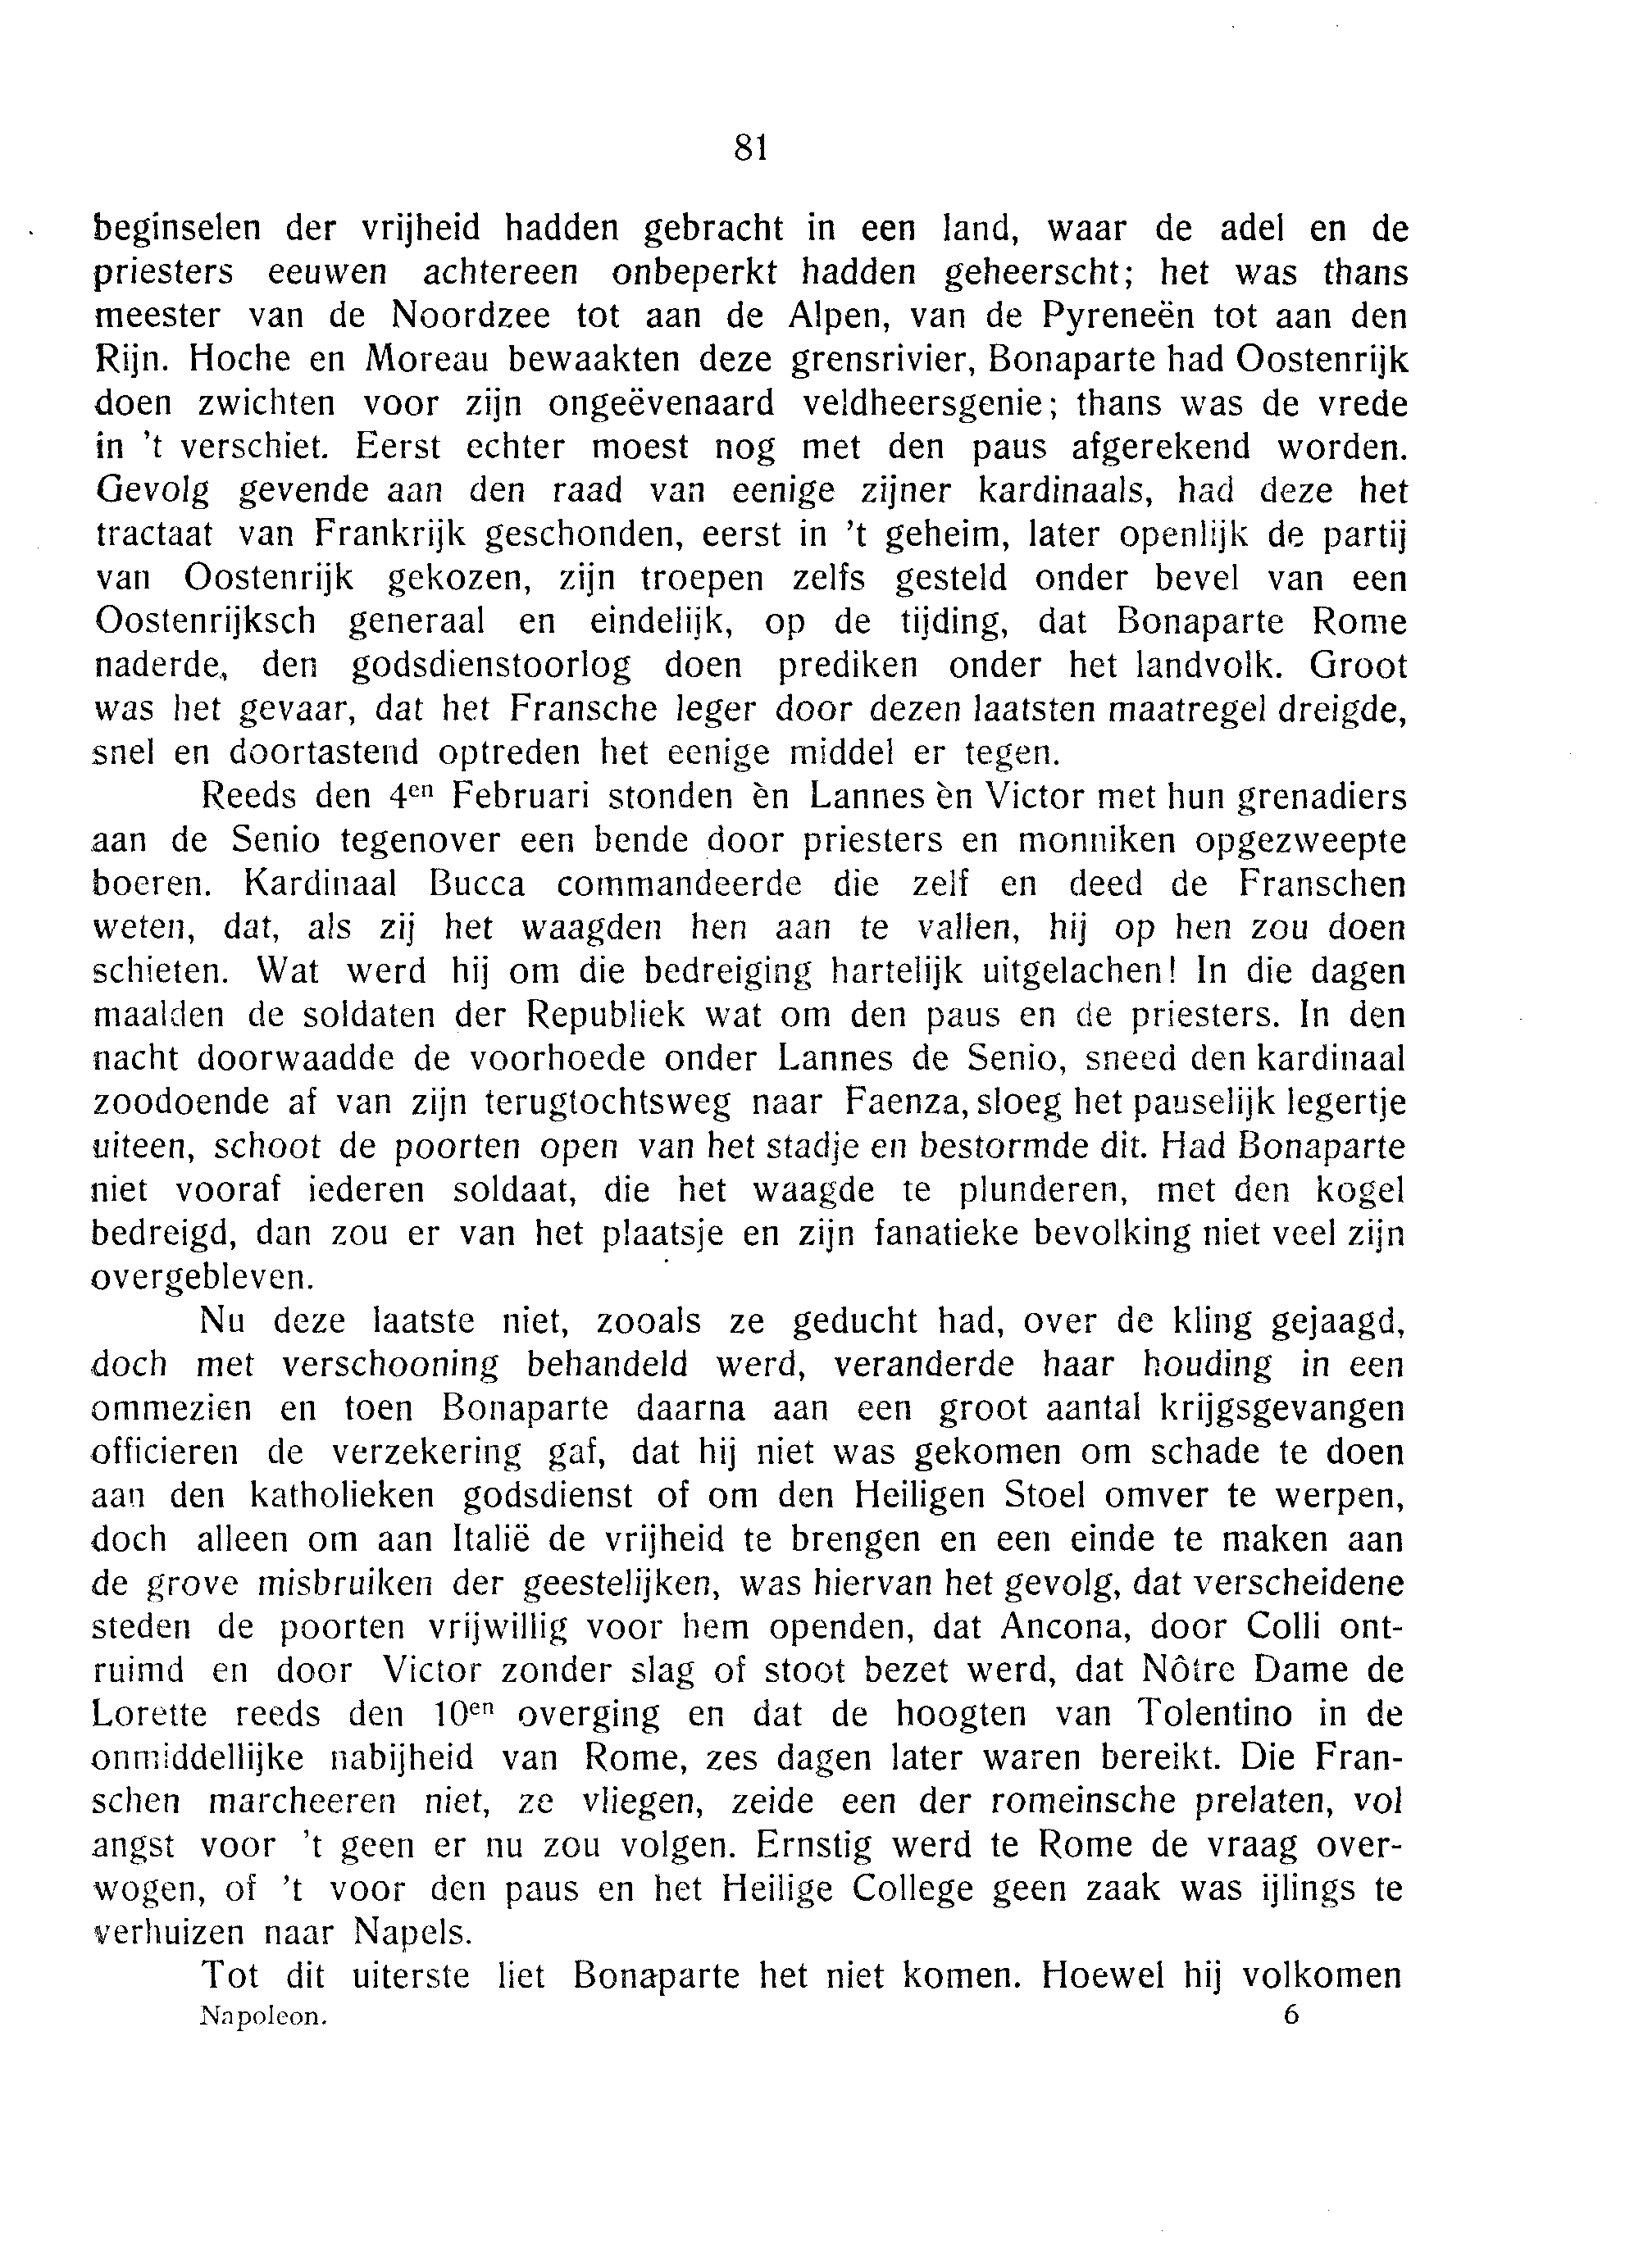 81
beginselen der vrijheid hadden gebracht in een land, waar de adel en de
priesters eeuwen achtereen onbeperkt hadden geheerscht; het was thans
meester van de Noordzee tot aan de Alpen, van de Pyreneën tot aan den
Rijn. Hoche en Moreau bewaakten deze grensrivier, Bonaparte had Oostenrijk
doen zwichten voor zijn ongeëvenaard veldheersgenie; thans was de vrede
in 't verschiet. Eerst echter moest nog met den paus afgerekend worden.
Gevolg gevende aan den raad van eenige zijner kardinaals, had deze het
tractaat van Frankrijk geschonden, eerst in 't geheim, later openlijk de partij
van Oostenrijk gekozen, zijn troepen zelfs gesteld onder bevel van een
Oostenrijksch generaal en eindelijk, op de tijding, dat Bonaparte Rome
naderde, den godsdienstoorlog doen prediken onder het landvolk. Groot
was het gevaar, dat het Fransche leger door dezen laatsten maatregel dreigde,
snel en doortastend optreden het eenige middel er tegen.
Reeds den 4en Februari stonden èn Lannes èn Victor met hun grenadiers
aan de Senio tegenover een bende door priesters en monniken opgezweepte
boeren. Kardinaal Bucca commandeerde die zelf en deed de Franschen
weten, dat, als zij het waagden hen aan te vallen, hij op hen zou doen
schieten. Wat werd hij om die bedreiging hartelijk uitgelachen! In die dagen
maalden de soldaten der Republiek wat om den paus en de priesters. In den
nacht doorwaadde de voorhoede onder Lannes de Senio, sneed den kardinaal
zoodoende af van zijn terugtochtsweg naar Faenza, sloeg het pauselijk legertje
uiteen, schoot de poorten open van het stadje en bestormde dit. Had Bonaparte
niet vooraf iederen soldaat, die het waagde te plunderen, met den kogel
bedreigd, dan zou er van het plaatsje en zijn fanatieke bevolking niet veel zijn
overgebleven.
Nu deze laatste niet, zooals ze geducht had, over de kling gejaagd,
doch met verschooning behandeld werd, veranderde haar houding in een
ommezien en toen Bonaparte daarna aan een groot aantal krijgsgevangen
officieren de verzekering gaf, dat hij niet was gekomen om schade te doen
aan den katholieken godsdienst of om den Heiligen Stoel omver te werpen,
doch alleen om aan Italië de vrijheid te brengen en een einde te maken aan
de grove misbruiken der geestelijken, was hiervan het gevolg, dat verscheidene
steden de poorten vrijwillig voor hem openden, dat Ancona, door Colli ont-
ruimd en door Victor zonder slag of stoot bezet werd, dat Nôtre Dame de
Lorette reeds den 10en overging en dat de hoogten van Tolentino in de
onmiddellijke nabijheid van Rome, zes dagen later waren bereikt. Die Fran-
schen marcheeren niet, ze vliegen, zeide een der romeinsche prelaten, vol
angst voor 't geen er nu zou volgen. Ernstig werd te Rome de vraag over-
wogen, of 't voor den paus en het Heilige College geen zaak was ijlings te
verhuizen naar Napels.
Tot dit uiterste liet Bonaparte het niet komen. Hoewel hij volkomen
Napoleon. 6